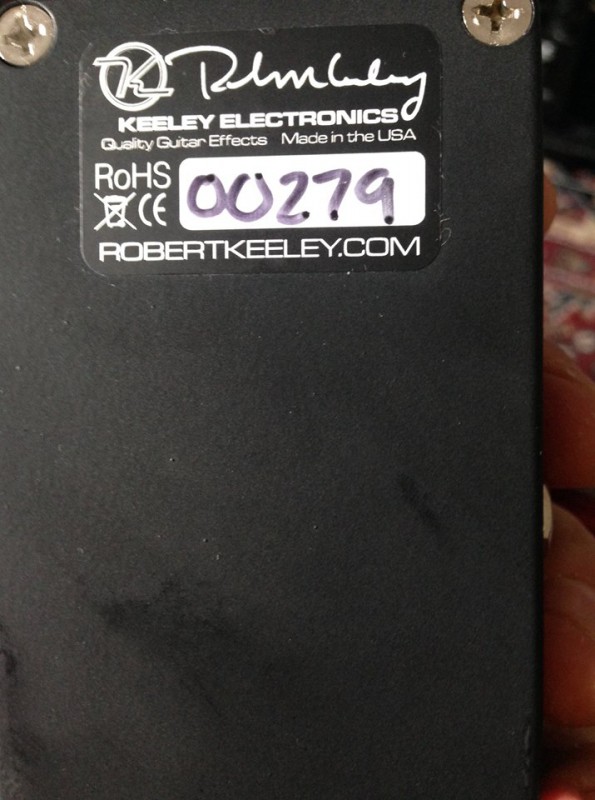 K Robert Keeley
KEELEY ELECTRONICS
Quality Guitar Effects Made in the USA
RoHS
CE 00279
ROBERTKEELEY.COM